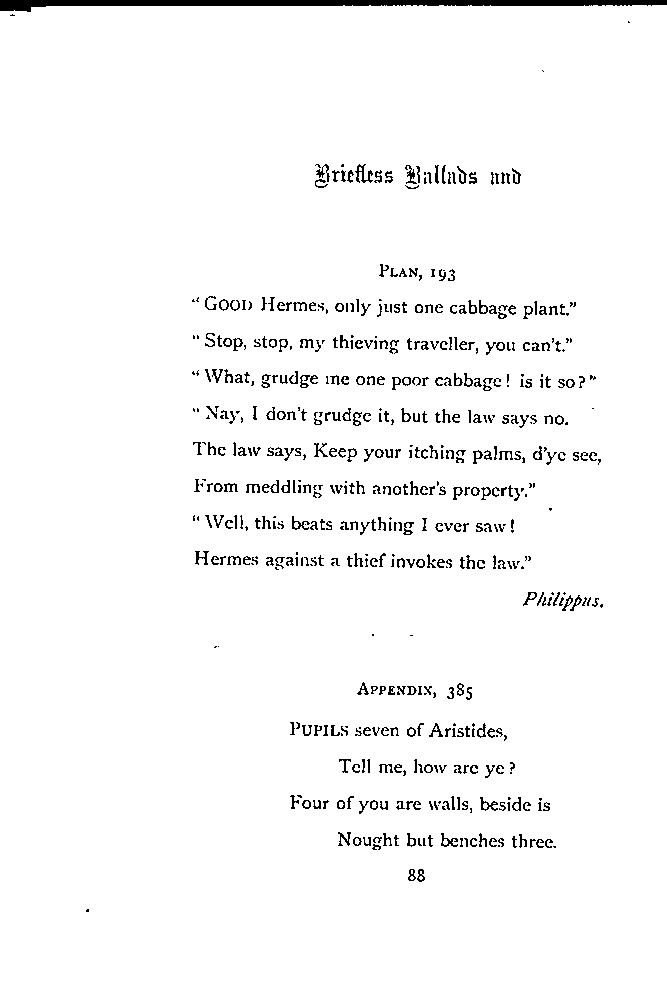 Briefless Ballads and
PLAN, 193
“GOOD Hermes, only just one cabbage plant.”
“Stop, stop, my thieving traveller, you can't.”
“What, grudge me one poor cabbage! is it so?”
“Nay, I don't grudge it, but the law says no.
The law says, Keep your itching palms, d'ye see,
From meddling with another's property.”
“Well, this beats anything I ever saw!
Hermes against a thief invokes the law.”
Philippus.
APPENDIX, 385
PUPILS seven of Aristides,
Tell me, how are ye?
Four of you are walls, beside is
Nought but benches three.
88